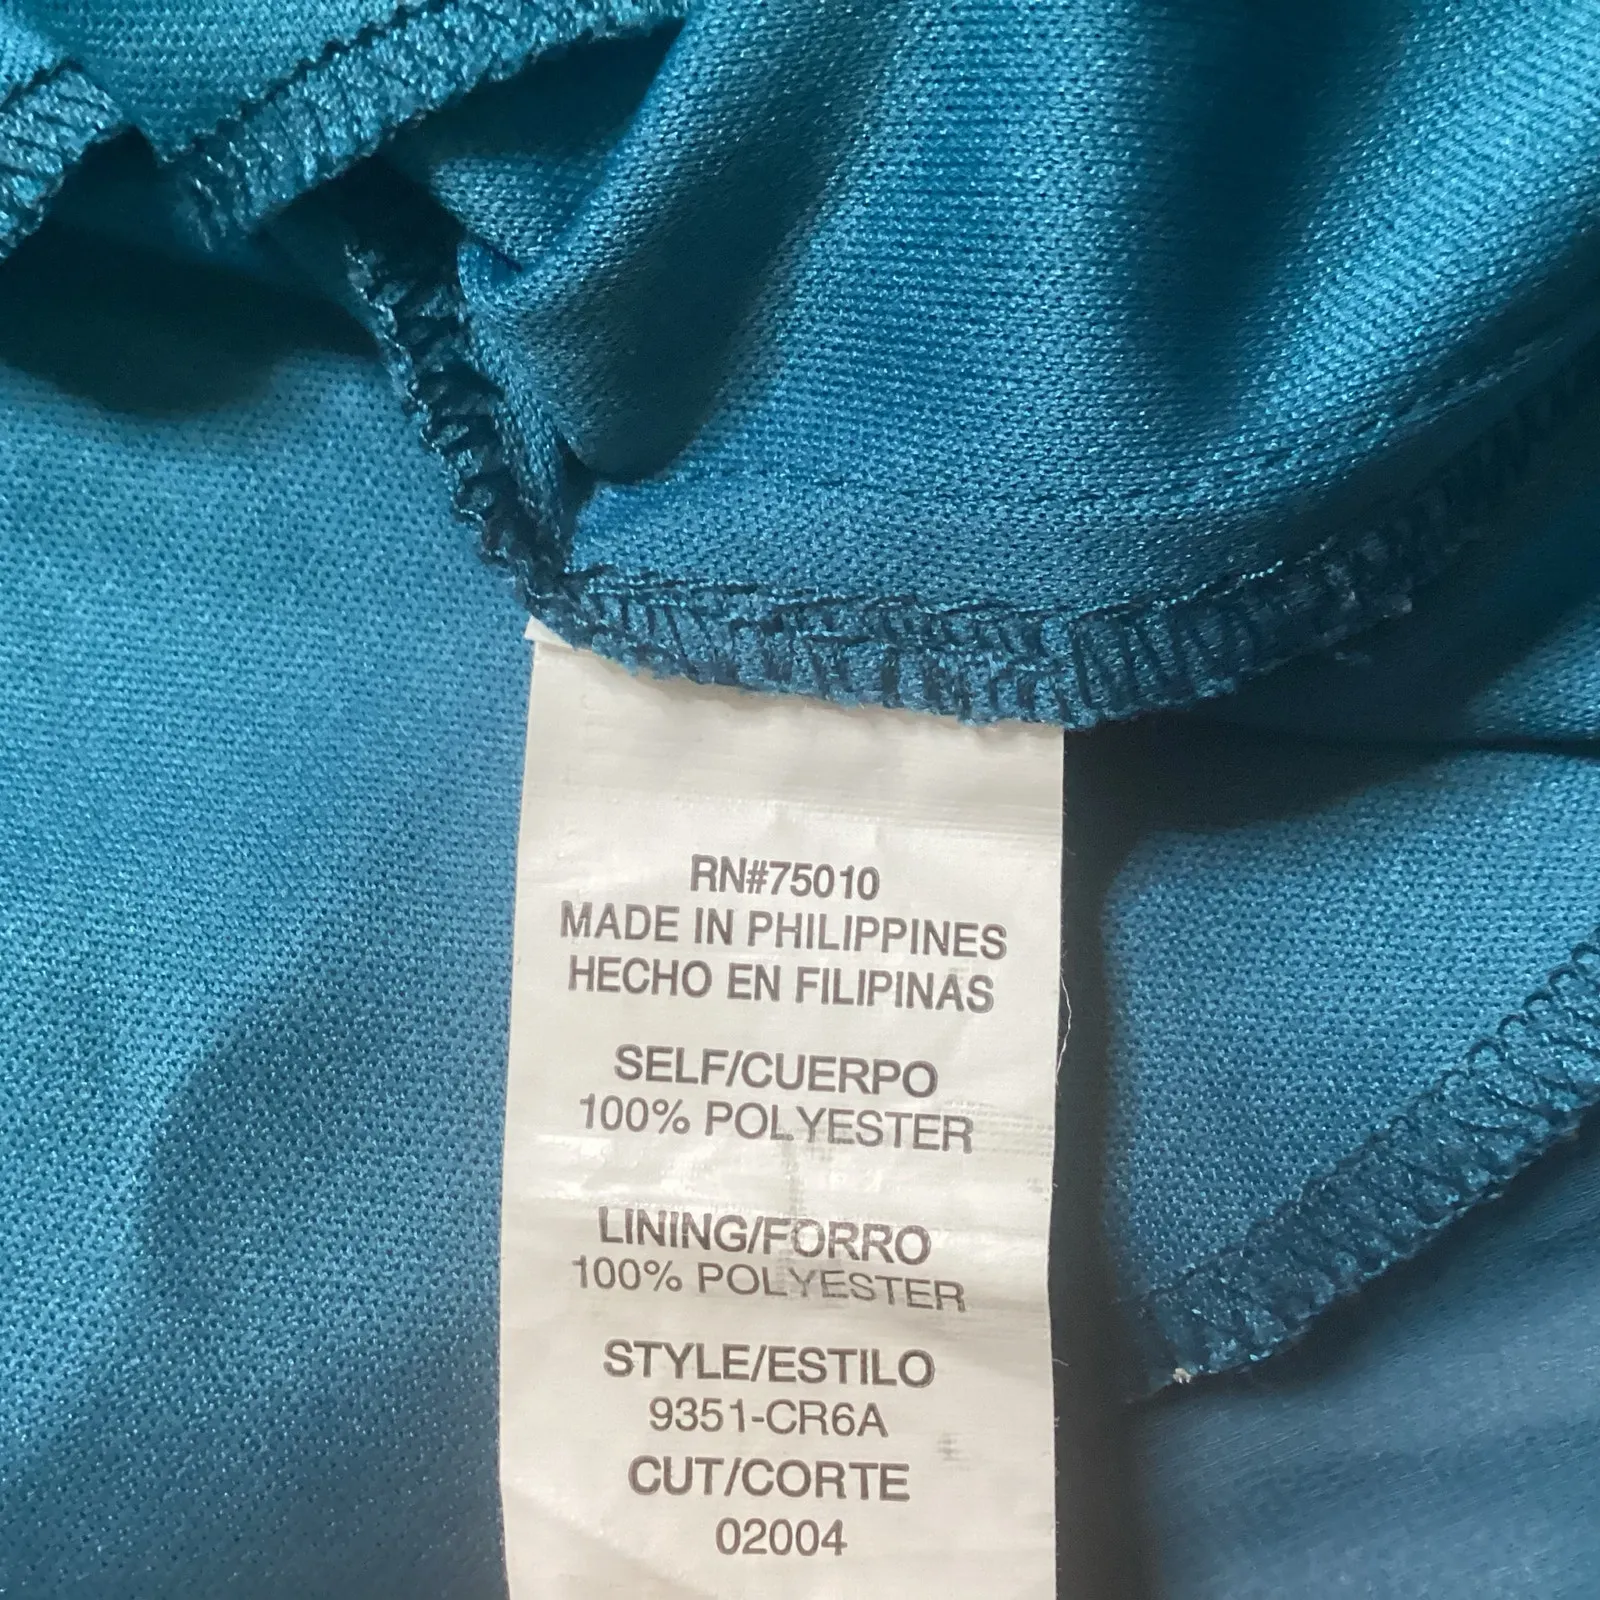 RN#75010
MADE IN PHILIPPINES
HECHO EN FILIPINAS
SELF/CUERPO
100% POLYESTER
LINING/FORRO
100% POLYESTER
STYLE/ESTILO
9351-CR6A
CUT/CORTE
02004